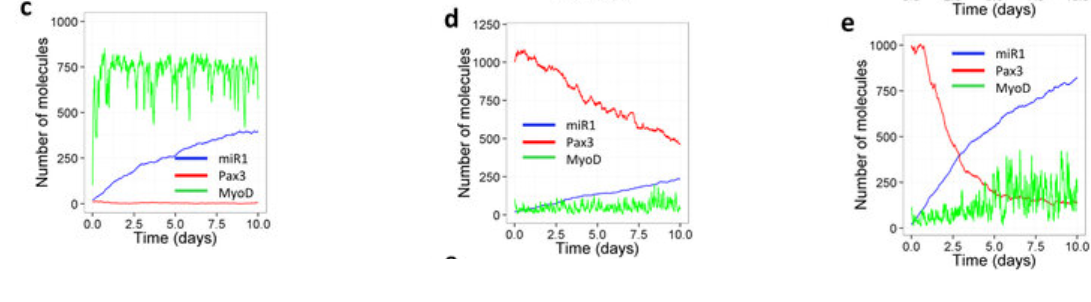 Time (days)
c
1000
750
500
250
0
Number of molecules
miR1
Pax3
MyoD
0.0 2.5 5.0 7.5 10.0
Time (days)
d
1250
1000
750
500
250
0
Number of molecules
miR1
Pax3
MyoD
0.0 2.5 5.0 7.5 10.0
Time (days)
e
1000
750
500
250
0
Number of molecules
miR1
Pax3
MyoD
0.0 2.5 5.0 7.5 10.0
Time (days)